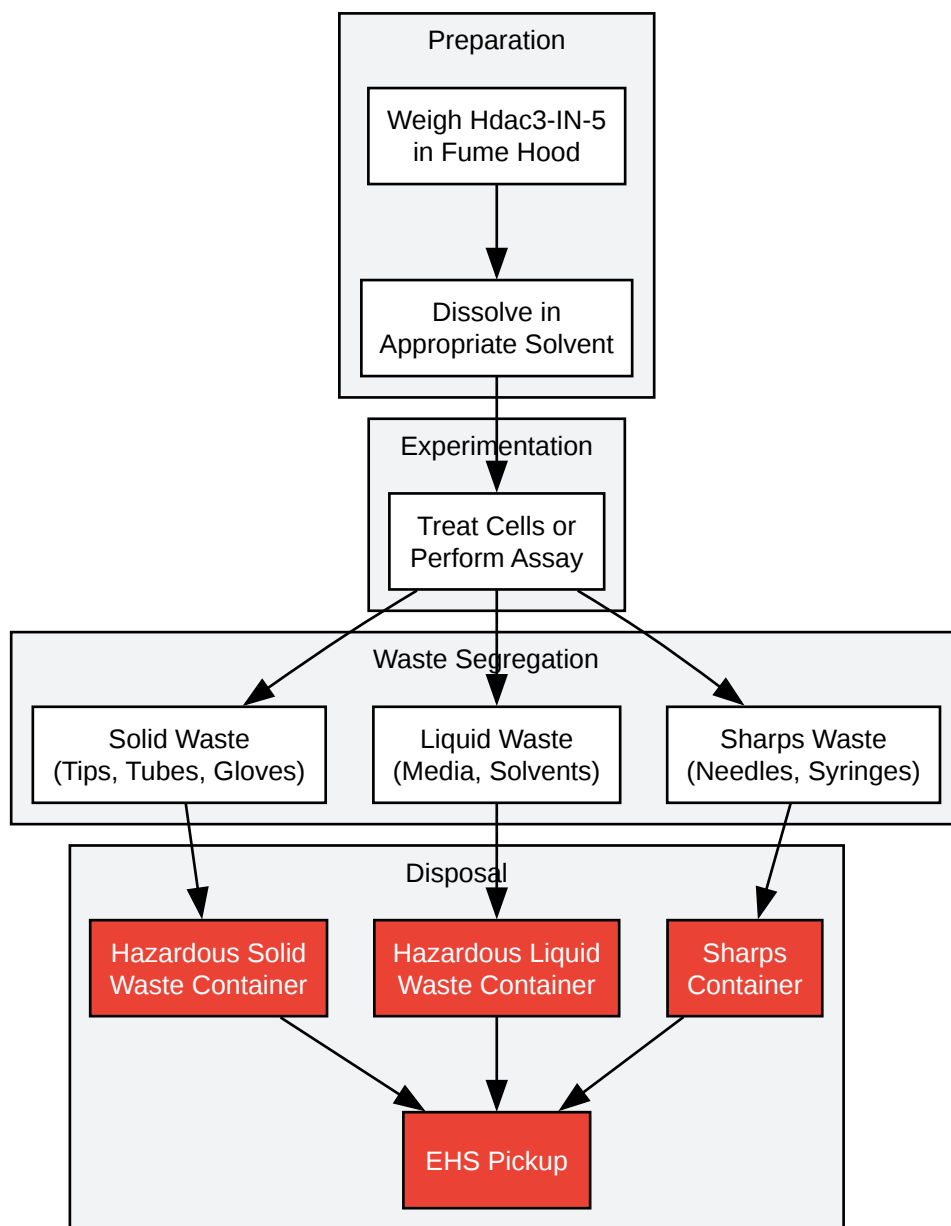 Preparation
Weigh Hdac3-IN-5
in Fume Hood
Dissolve in
Appropriate Solvent
Experimentation
Treat Cells or
Perform Assay
Waste Segregation
Solid Waste
(Tips, Tubes, Gloves)
Liquid Waste
(Media, Solvents)
Sharps Waste
(Needles, Syringes)
Disposal
Hazardous Solid
Waste Container
Hazardous Liquid
Waste Container
Sharps
Container
EHS Pickup